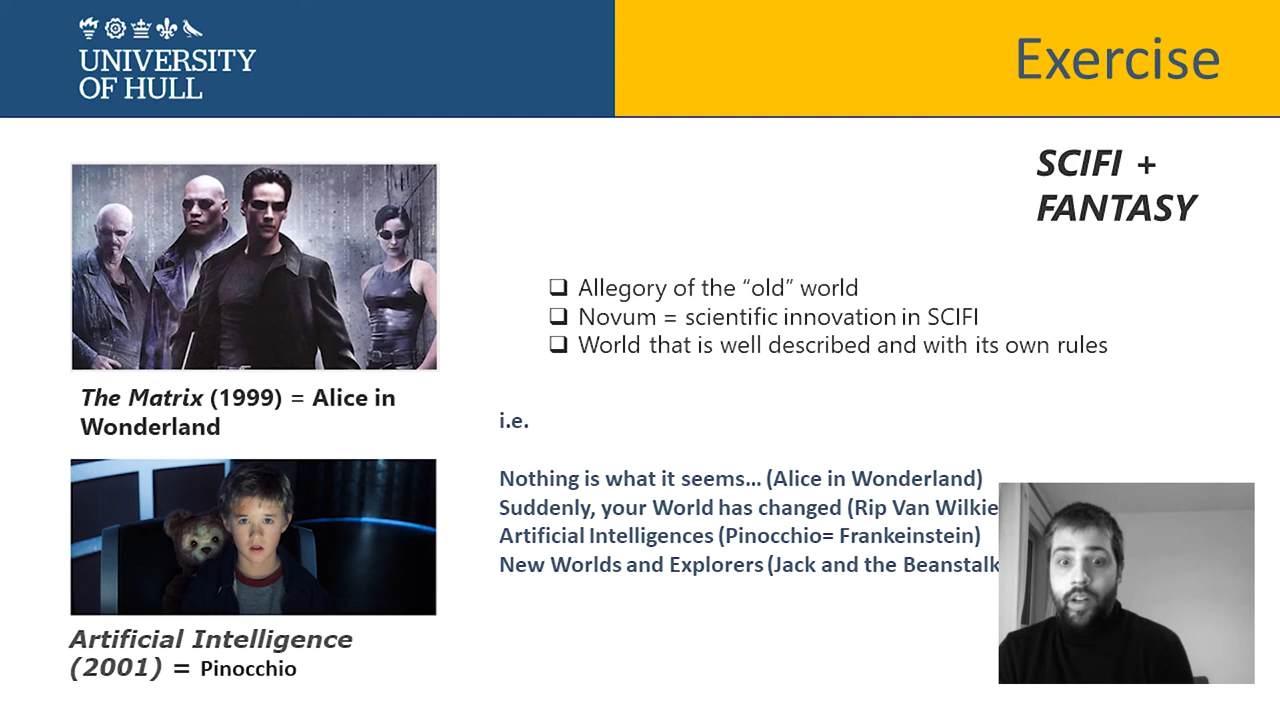 UNIVERSITY
OF HULL
Exercise
SCIFI +
FANTASY
❑ Allegory of the “old” world
❑ Novum = scientific innovation in SCIFI
❑ World that is well described and with its own rules
The Matrix (1999) = Alice in
Wonderland
i.e.
Nothing is what it seems... (Alice in Wonderland)
Suddenly, your World has changed (Rip Van Wilkie
Artificial Intelligences (Pinocchio= Frankeinstein)
New Worlds and Explorers (Jack and the Beanstalk
Artificial Intelligence
(2001) = Pinocchio